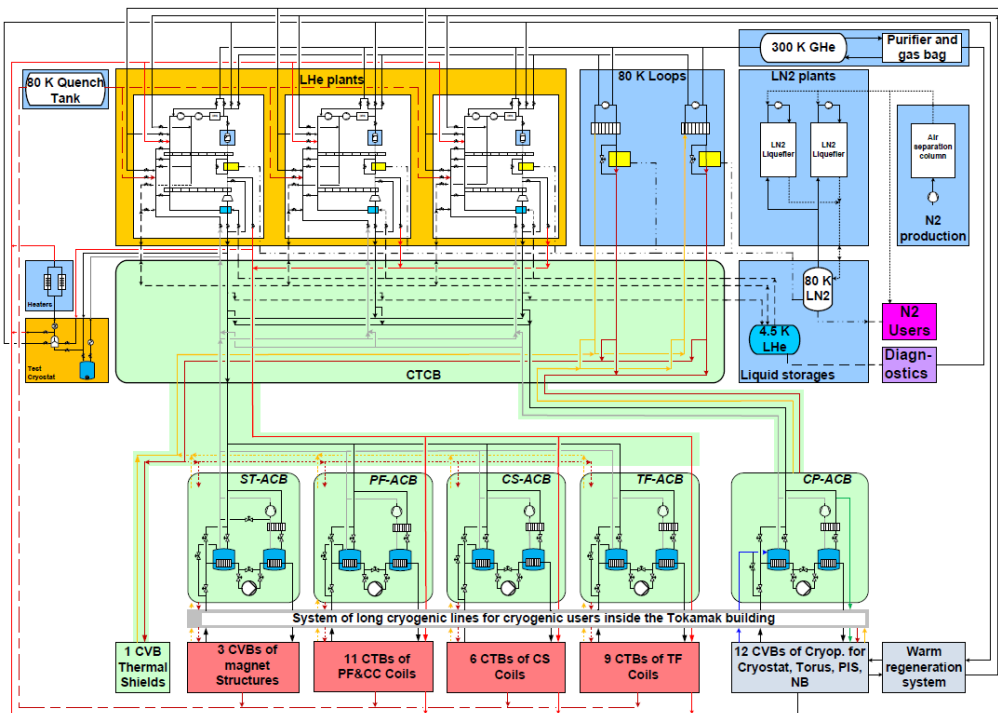 300 K GHe
Purifier and
gas bag
80 K Quench
Tank
LHe plants
80 K Loops
LN2 plants
LN2
Liquefier
LN2
Liquefier
Air
separation
column
N2
production
Heaters
Test
Cryostat
CTCB
80 K
LN2
4.5 K
LHe
Liquid storages
N2
Users
Diagn-
ostics
ST-ACB
PF-ACB
CS-ACB
TF-ACB
CP-ACB
System of long cryogenic lines for cryogenic users inside the Tokamak building
1 CVB
Thermal
Shields
3 CVBs of
magnet
Structures
11 CTBs of
PF&CC Coils
6 CTBs of CS
Coils
9 CTBs of TF
Coils
12 CVBs of Cryop. for
Cryostat, Torus, PIS,
NB
Warm
regeneration
system